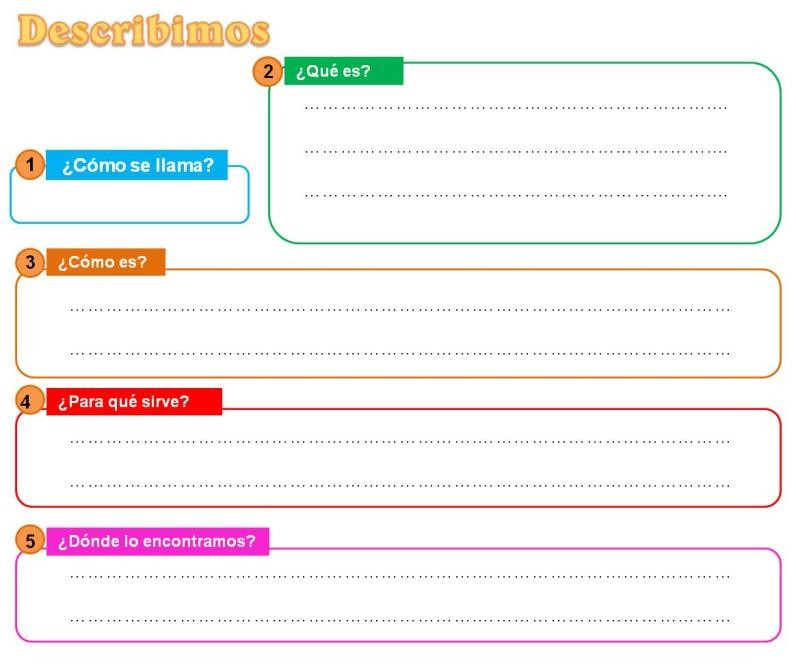 Describimos
1 ¿Cómo se llama?
2 ¿Qué es?
………………………………………………………………….
………………………………………………………………….
………………………………………………………………….
3 ¿Cómo es?
………………………………………………………………………………………………………
………………………………………………………………………………………………………
4 ¿Para qué sirve?
………………………………………………………………………………………………………
………………………………………………………………………………………………………
5 ¿Dónde lo encontramos?
………………………………………………………………………………………………………
………………………………………………………………………………………………………